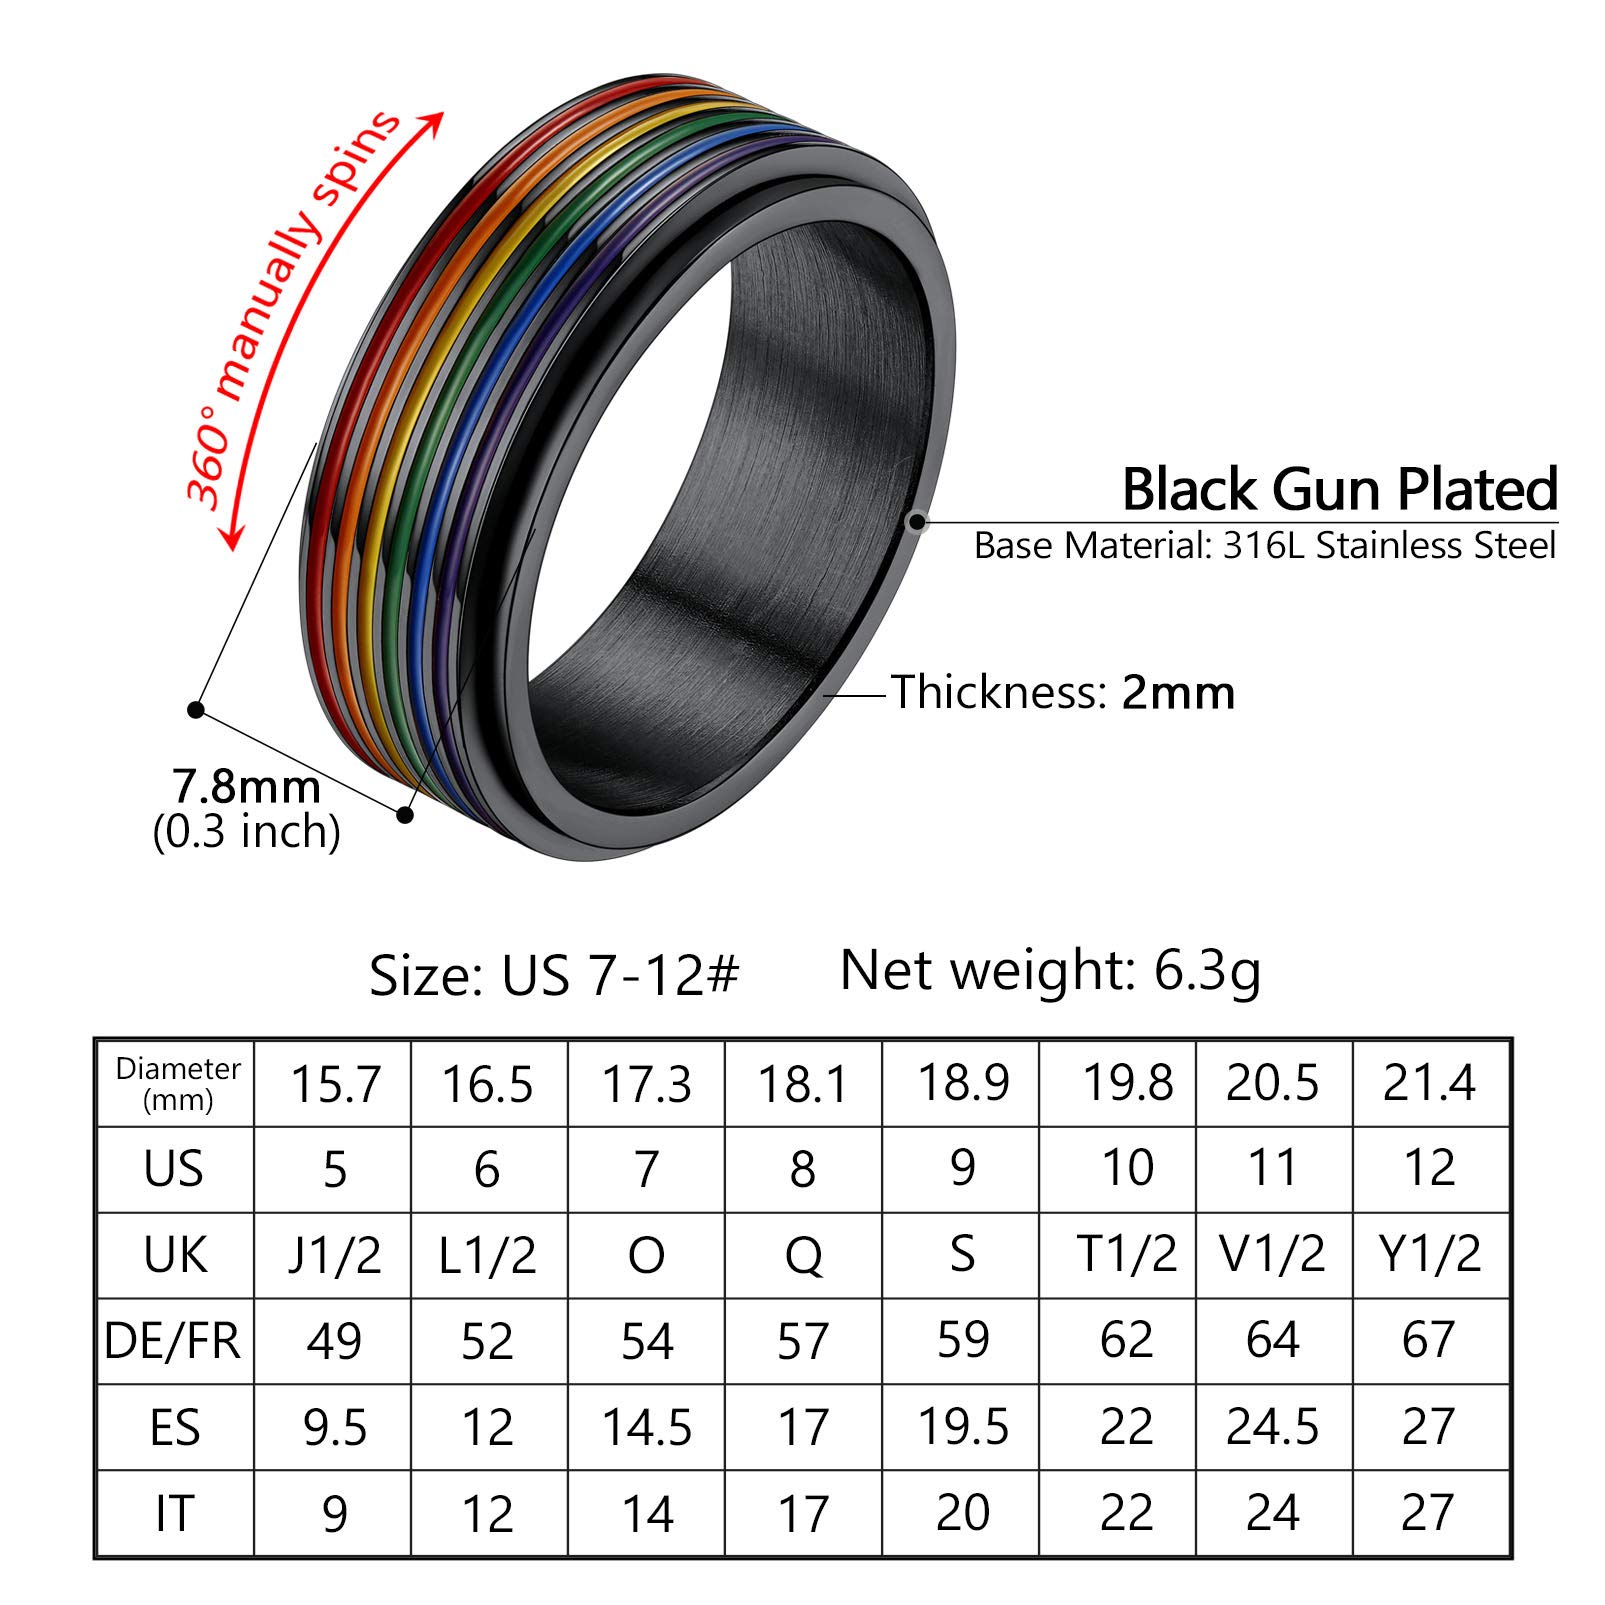 360° manually spins
Black Gun Plated
Base Material: 316L Stainless Steel
Thickness: 2mm
7.8mm
(0.3 inch)
Size: US 7-12# Net weight: 6.3g
Diameter (mm) 15.7 16.5 17.3 18.1 18.9 19.8 20.5 21.4
US 5 6 7 8 9 10 11 12
UK J1/2 L1/2 O Q S T1/2 V1/2 Y1/2
DE/FR 49 52 54 57 59 62 64 67
ES 9.5 12 14.5 17 19.5 22 24.5 27
IT 9 12 14 17 20 22 24 27